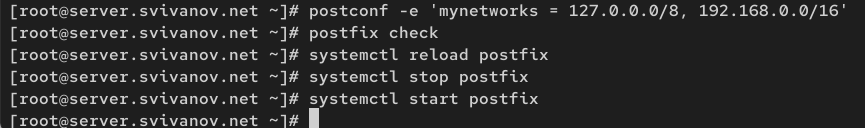 [root@server.svivanov.net ~]# postconf -e 'mynetworks = 127.0.0.0/8, 192.168.0.0/16'
[root@server.svivanov.net ~]# postfix check
[root@server.svivanov.net ~]# systemctl reload postfix
[root@server.svivanov.net ~]# systemctl stop postfix
[root@server.svivanov.net ~]# systemctl start postfix
[root@server.svivanov.net ~]#